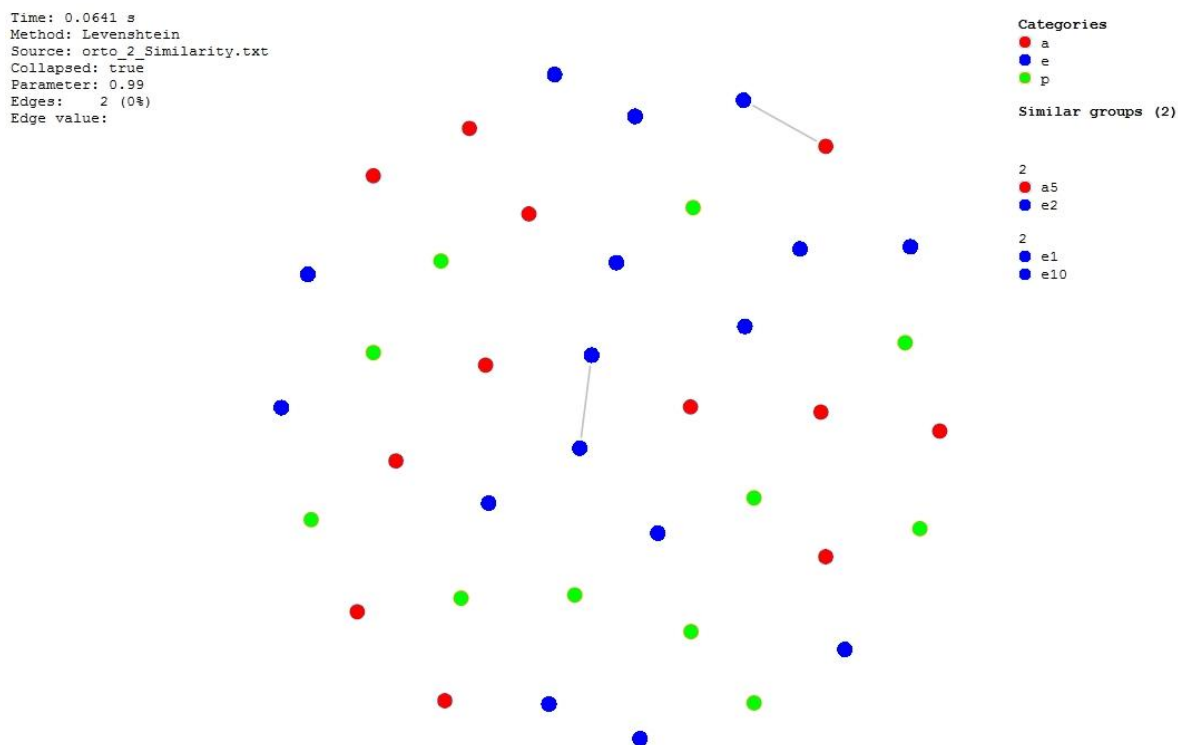 Time: 0.0641 s
Method: Levenshtein
Source: orto_2_Similarity.txt
Collapsed: true
Parameter: 0.99
Edges: 2 (0%)
Edge value:
Categories
a
e
p
Similar groups (2)
2
a5
e2
2
e1
e10